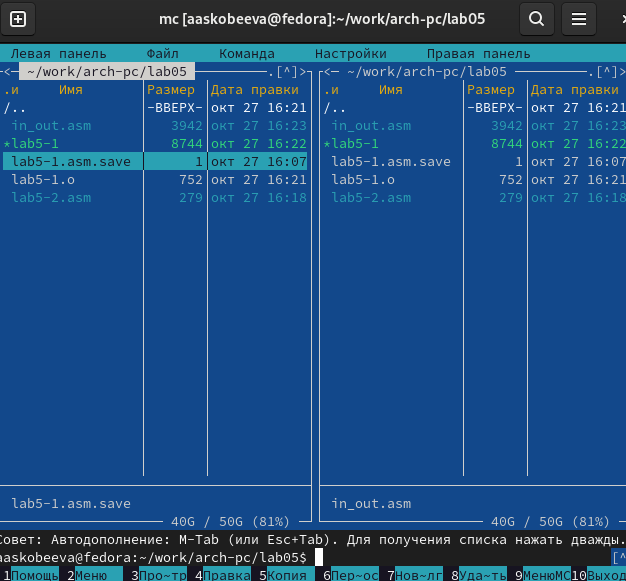 mc [aaskobeeva@fedora]:~/work/arch-pc/lab05
Левая панель Файл Команда Настройки Правая панель
<─ ~/work/arch-pc/lab05 ─.[^]>
.и Имя Размер Дата правки
/.. -ВВЕРХ- окт 27 16:21
in_out.asm 3942 окт 27 16:23
*lab5-1 8744 окт 27 16:22
lab5-1.asm.save 1 окт 27 16:07
lab5-1.o 752 окт 27 16:21
lab5-2.asm 279 окт 27 16:18
lab5-1.asm.save
40G / 50G (81%)
<─ ~/work/arch-pc/lab05 ─.[^]>
.и Имя Размер Дата правки
/.. -ВВЕРХ- окт 27 16:21
in_out.asm 3942 окт 27 16:23
*lab5-1 8744 окт 27 16:22
lab5-1.asm.save 1 окт 27 16:07
lab5-1.o 752 окт 27 16:21
lab5-2.asm 279 окт 27 16:18
in_out.asm
40G / 50G (81%)
Совет: Автодополнение: M-Tab (или Esc+Tab). Для получения списка нажать дважды.
aaskobeeva@fedora:~/work/arch-pc/lab05$ [^
1Помощь 2Меню 3Про~тр 4Правка 5Копия 6Пер~ос 7Нов~лг 8Уда~ть 9МенюMC 10Выход